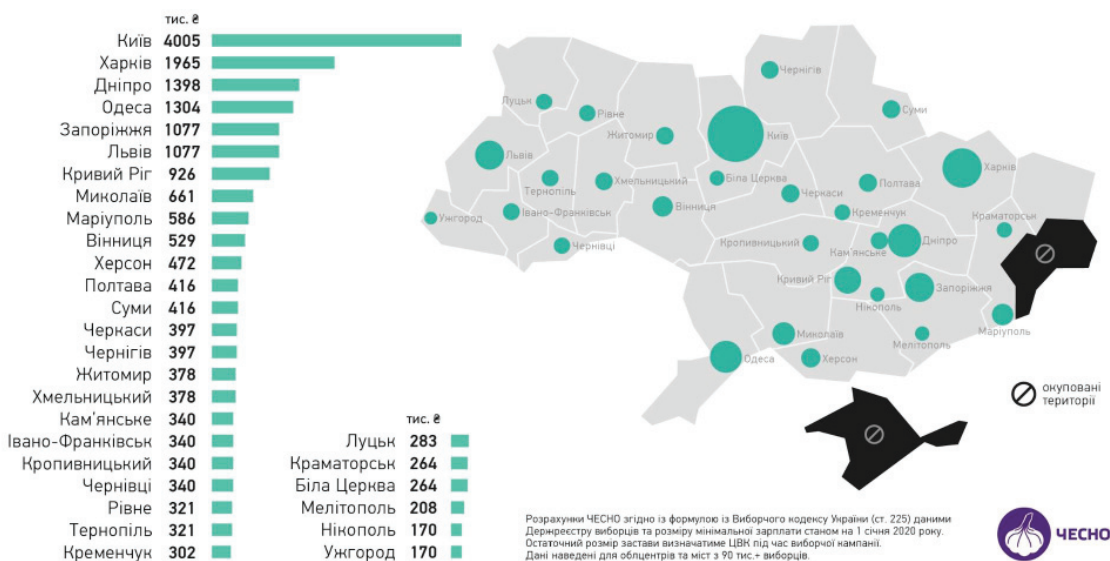 тис. ₴
Київ 4005
Харків 1965
Дніпро 1398
Одеса 1304
Запоріжжя 1077
Львів 1077
Кривий Ріг 926
Миколаїв 661
Маріуполь 586
Вінниця 529
Херсон 472
Полтава 416
Суми 416
Черкаси 397
Чернігів 397
Житомир 378
Хмельницький 378
Кам'янське 340
Івано-Франківськ 340
Кропивницький 340
Чернівці 340
Рівне 321
Тернопіль 321
Кременчук 302
тис. ₴
Луцьк 283
Краматорськ 264
Біла Церква 264
Мелітополь 208
Нікополь 170
Ужгород 170
Чернігів
Луцьк
Рівне
Суми
Житомир
Київ
Львів
Харків
Тернопіль
Хмельницький
Біла Церква
Черкаси
Полтава
Ужгород
Івано-Франківськ
Вінниця
Кременчук
Краматорськ
Чернівці
Кропивницький
Кам'янське
Дніпро
Кривий Ріг
Нікополь
Запоріжжя
Маріуполь
Миколаїв
Мелітополь
Одеса
Херсон
окуповані
території
Розрахунки ЧЕСНО згідно із формулою із Виборчого кодексу України (ст. 225) даними
Держреєстру виборців та розміру мінімальної зарплати станом на 1 січня 2020 року.
Остаточний розмір застави визначатиме ЦВК під час виборчої кампанії.
Дані наведені для облцентрів та міст з 90 тис.+ виборців.
ЧЕСНО